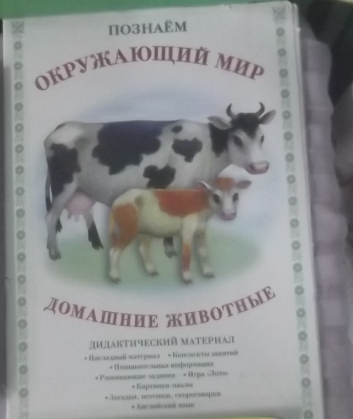 ПОЗНАЁМ
ОКРУЖАЮЩИЙ МИР
ДОМАШНИЕ ЖИВОТНЫЕ
ДИДАКТИЧЕСКИЙ МАТЕРИАЛ
• Наглядный материал • Конспекты занятий
• Познавательная информация
• Развивающие задания • Игра «Лото»
• Картинки-пазлы
• Загадки, потешки, скороговорки
• Английский язык